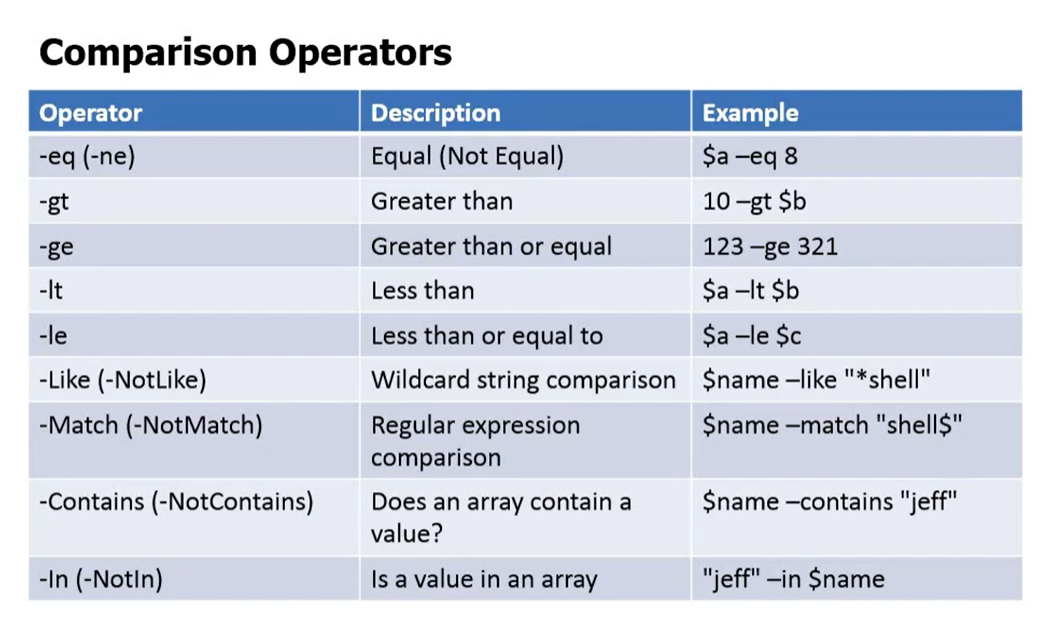 Comparison Operators
Operator Description Example
-eq (-ne) Equal (Not Equal) $a –eq 8
-gt Greater than 10 –gt $b
-ge Greater than or equal 123 –ge 321
-lt Less than $a –lt $b
-le Less than or equal to $a –le $c
-Like (-NotLike) Wildcard string comparison $name –like "*shell"
-Match (-NotMatch) Regular expression $name –match "shell$"
comparison
-Contains (-NotContains) Does an array contain a $name –contains "jeff"
value?
-In (-NotIn) Is a value in an array "jeff" –in $name